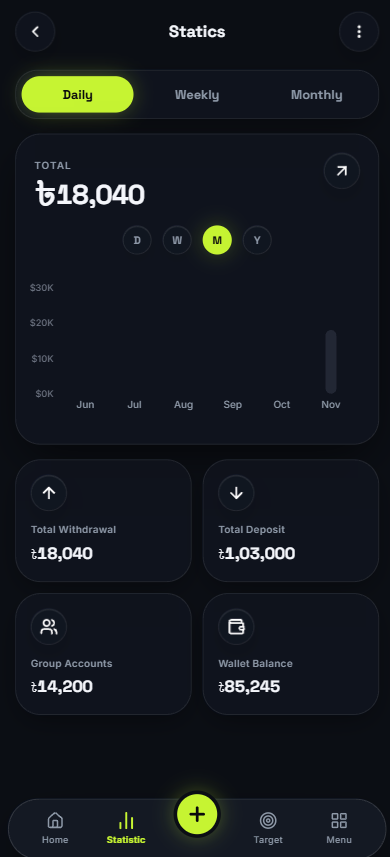 Statics
Daily Weekly Monthly
TOTAL
৳18,040
D W M Y
$30K
$20K
$10K
$0K
Jun Jul Aug Sep Oct Nov
Total Withdrawal
৳18,040
Total Deposit
৳1,03,000
Group Accounts
৳14,200
Wallet Balance
৳85,245
Home Statistic Target Menu